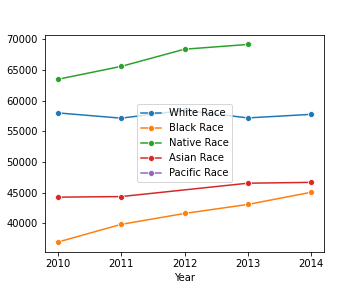 70000
65000
60000
55000
50000
45000
40000
White Race
Black Race
Native Race
Asian Race
Pacific Race
2010 2011 2012 2013 2014
Year